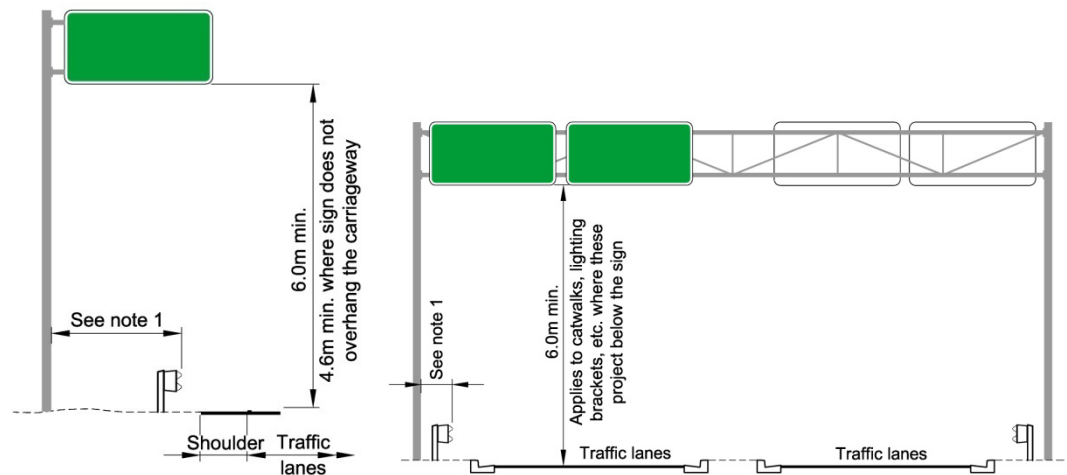 6.0m min.
4.6m min. where sign does not
overhang the carriageway
See note 1
Shoulder
Traffic
lanes
See note 1
6.0m min.
Applies to catwalks, lighting
brackets, etc. where these
project below the sign
Traffic lanes
Traffic lanes